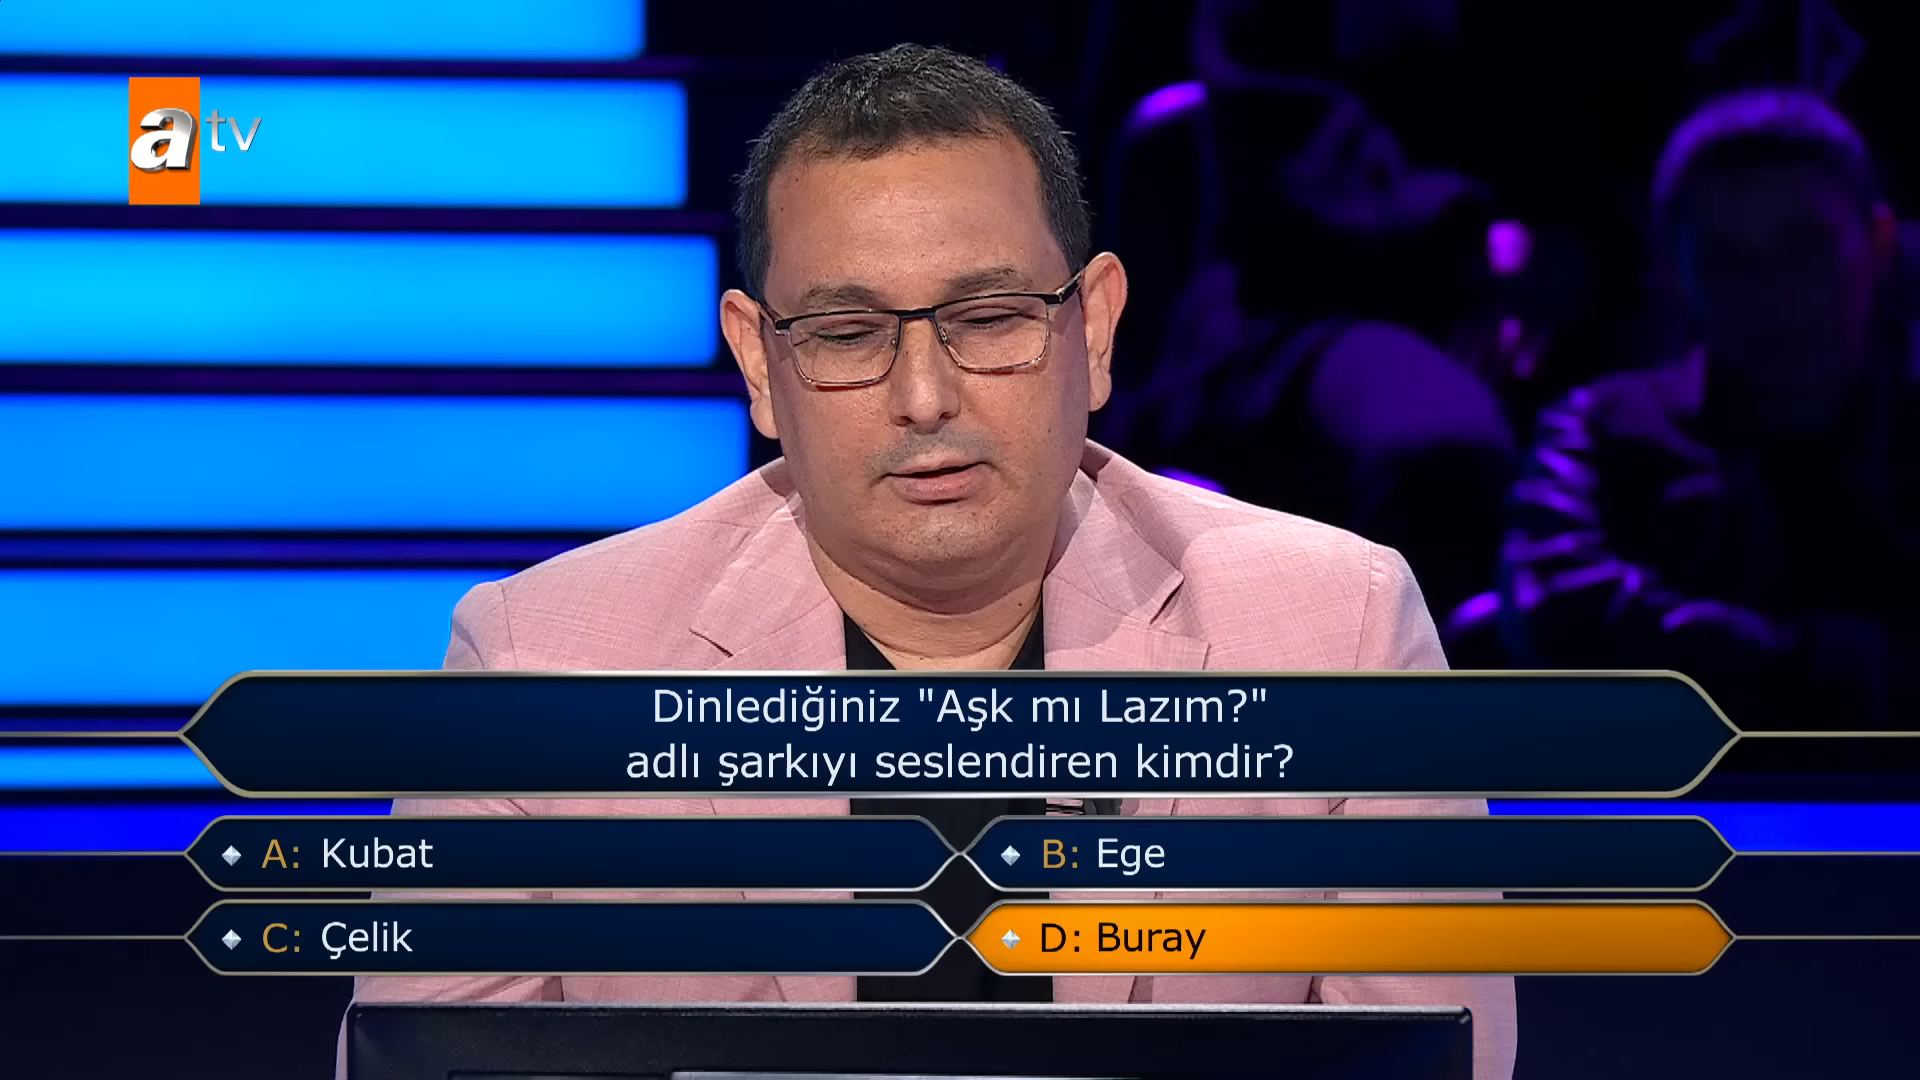 atv
Dinlediğiniz "Aşk mı Lazım?"
adlı şarkıyı seslendiren kimdir?
A: Kubat
B: Ege
C: Çelik
D: Buray